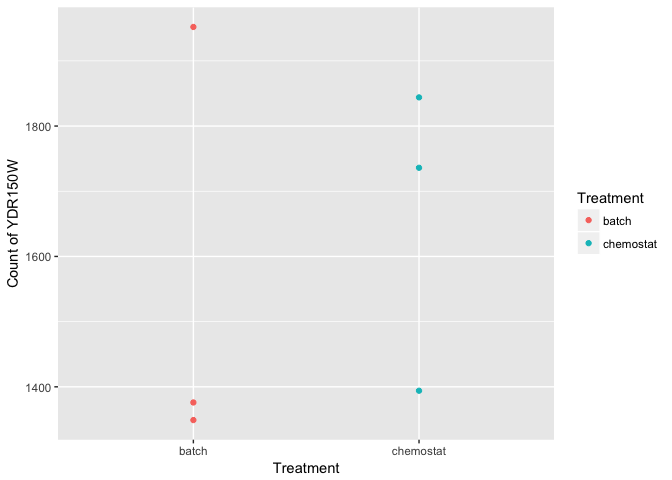 Count of YDR150W
1800
1600
1400
batch
chemostat
Treatment
Treatment
batch
chemostat